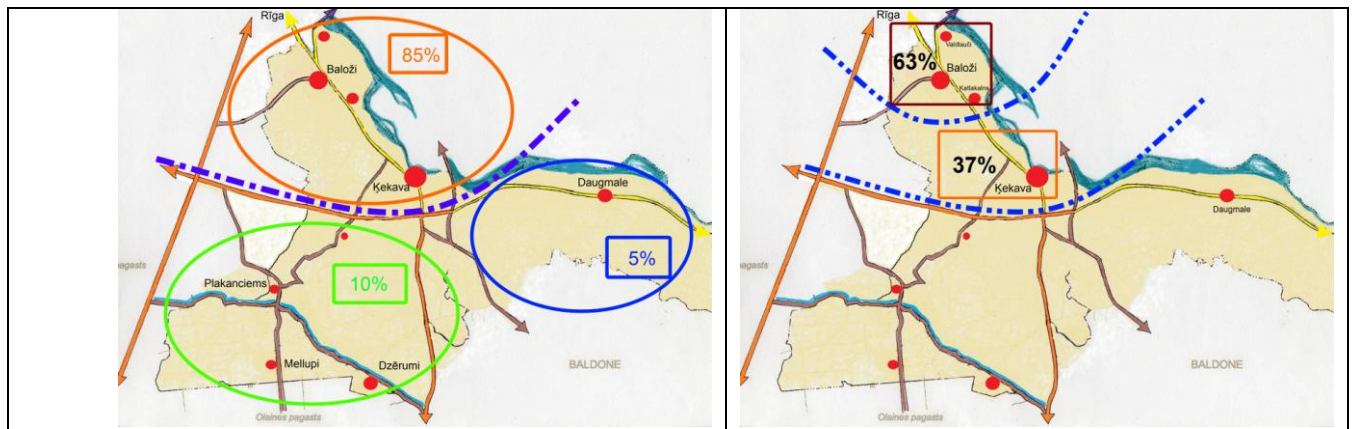 Rīga
85%
Baloži
Ķekava
Daugmale
5%
pagasts
Plakanciems
10%
Mellupi
Dzērumi
BALDONE
Olaines pagasts
Rīga
Valdlauči
63%
Baloži
Katlakalns
37%
Ķekava
Daugmale
pagasts
BALDONE
Olaines pagasts